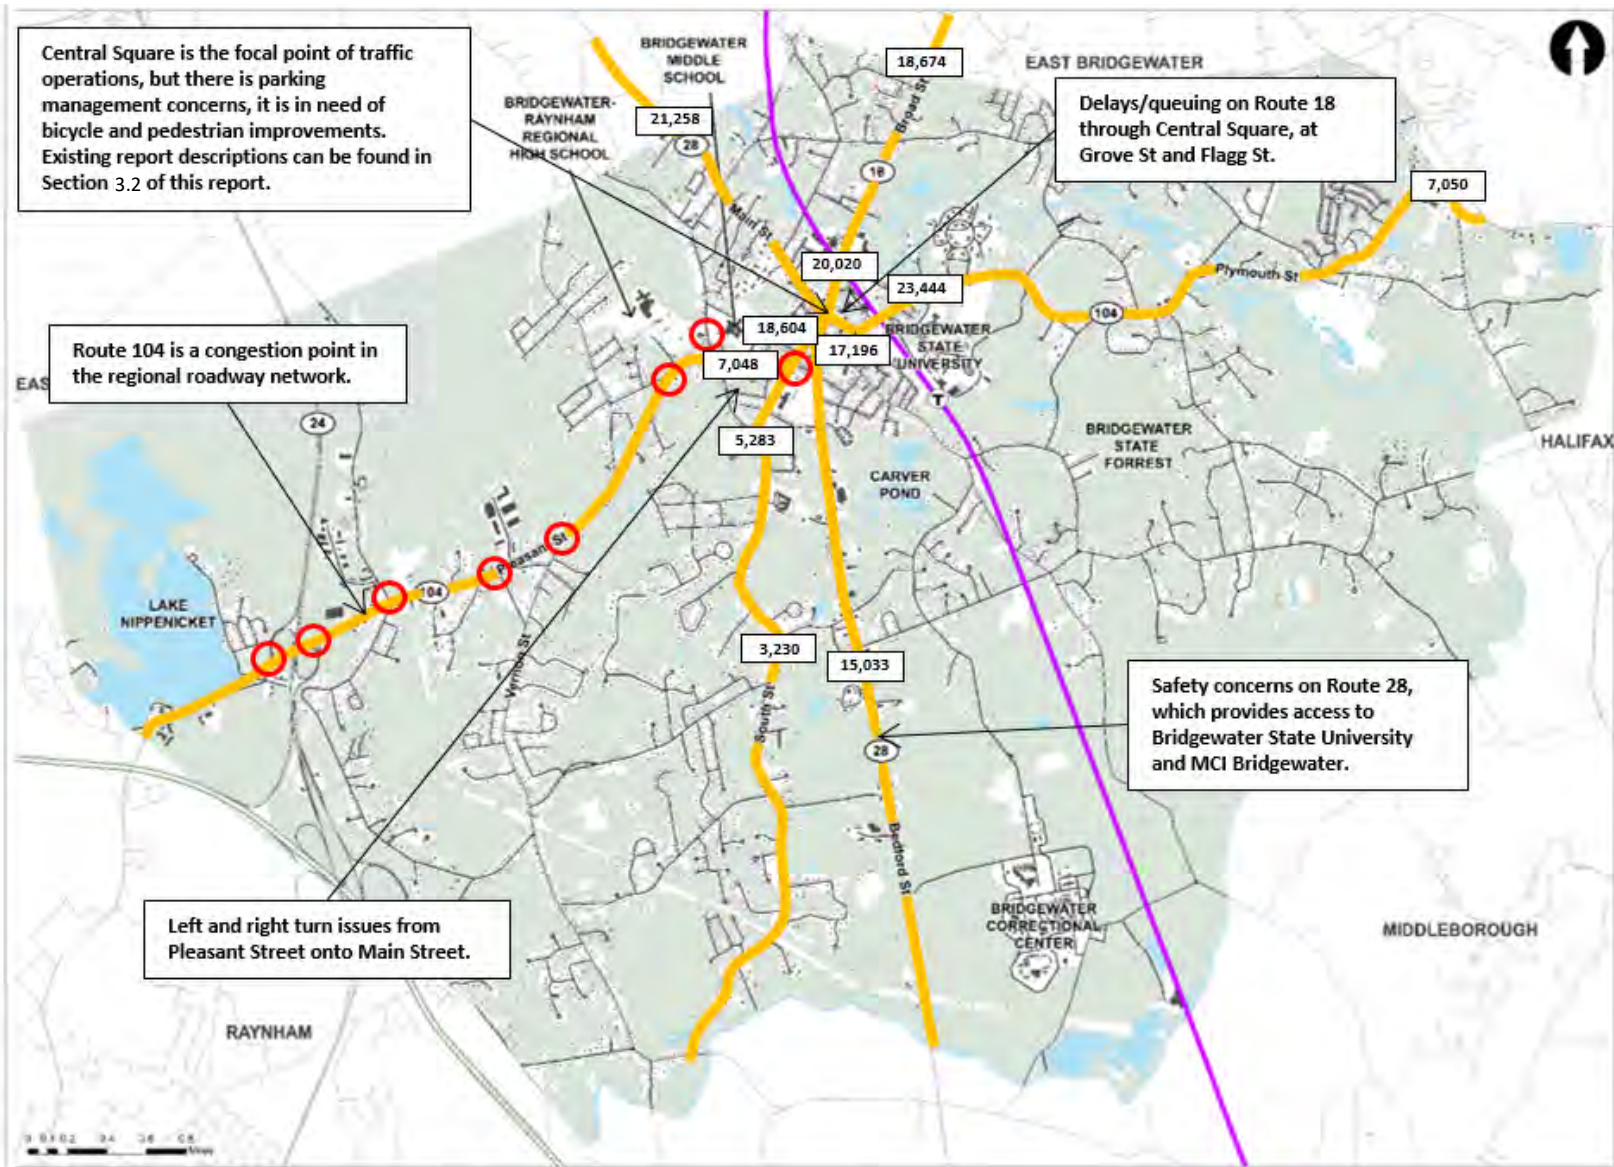 Central Square is the focal point of traffic
operations, but there is parking
management concerns, it is in need of
bicycle and pedestrian improvements.
Existing report descriptions can be found in
Section 3.2 of this report.
BRIDGEWATER
MIDDLE
SCHOOL
18,674
EAST BRIDGEWATER
BRIDGEWATER-
RAYNHAM
REGIONAL
HIGH SCHOOL
21,258
28
Broad St
Delays/queuing on Route 18
through Central Square, at
Grove St and Flagg St.
18
7,050
Main St
20,020
23,444
Plymouth St
104
18,604
17,196
BRIDGEWATER
STATE
UNIVERSITY
7,048
T
Route 104 is a congestion point in
the regional roadway network.
EAS
24
5,283
BRIDGEWATER
STATE
FORREST
HALIFAX
CARVER
POND
Pleasant St
104
LAKE
NIPPENICKET
Vernon St
3,230
15,033
South St
28
Safety concerns on Route 28,
which provides access to
Bridgewater State University
and MCI Bridgewater.
Bedford St
Left and right turn issues from
Pleasant Street onto Main Street.
BRIDGEWATER
CORRECTIONAL
CENTER
MIDDLEBOROUGH
RAYNHAM
Miles